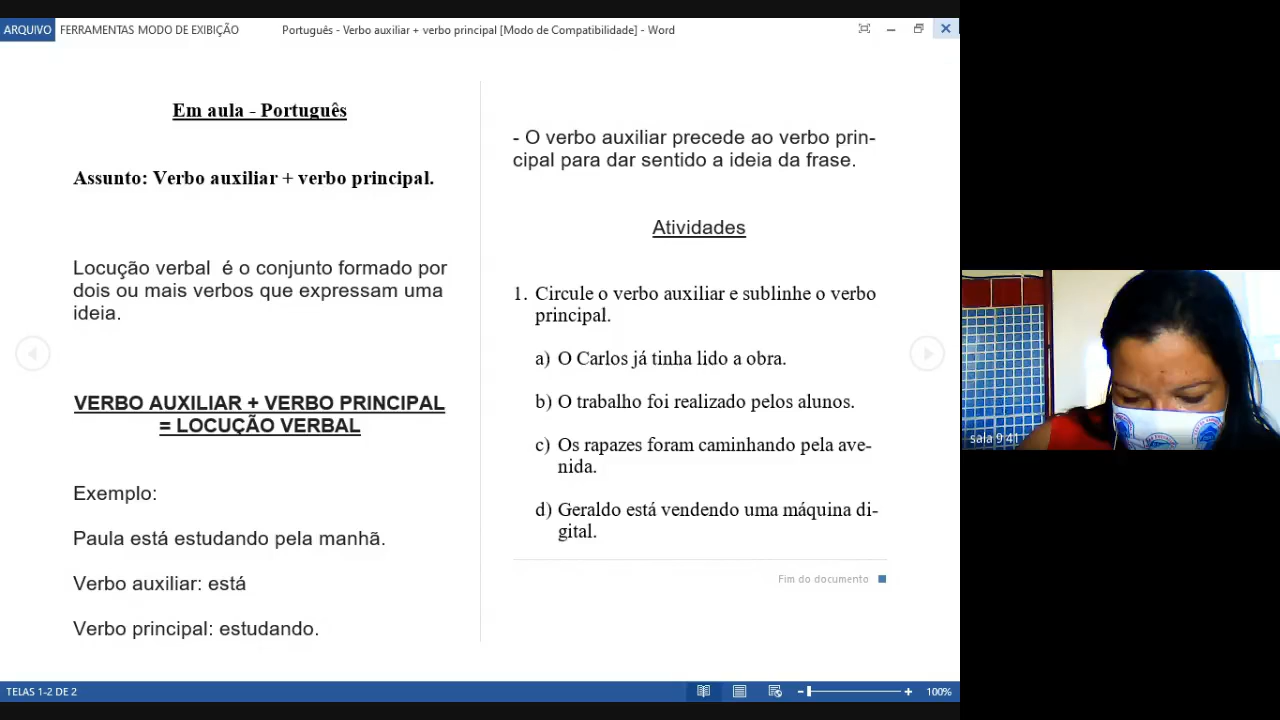 ARQUIVO FERRAMENTAS MODO DE EXIBIÇÃO Português - Verbo auxiliar + verbo principal [Modo de Compatibilidade] - Word
Em aula - Português
Assunto: Verbo auxiliar + verbo principal.
Locução verbal é o conjunto formado por
dois ou mais verbos que expressam uma
ideia.
VERBO AUXILIAR + VERBO PRINCIPAL
= LOCUÇÃO VERBAL
Exemplo:
Paula está estudando pela manhã.
Verbo auxiliar: está
Verbo principal: estudando.
- O verbo auxiliar precede ao verbo prin-
cipal para dar sentido a ideia da frase.
Atividades
1. Circule o verbo auxiliar e sublinhe o verbo
principal.
a) O Carlos já tinha lido a obra.
b) O trabalho foi realizado pelos alunos.
c) Os rapazes foram caminhando pela ave-
nida.
d) Geraldo está vendendo uma máquina di-
gital.
Fim do documento
sala 9 41
TELAS 1-2 DE 2
100%